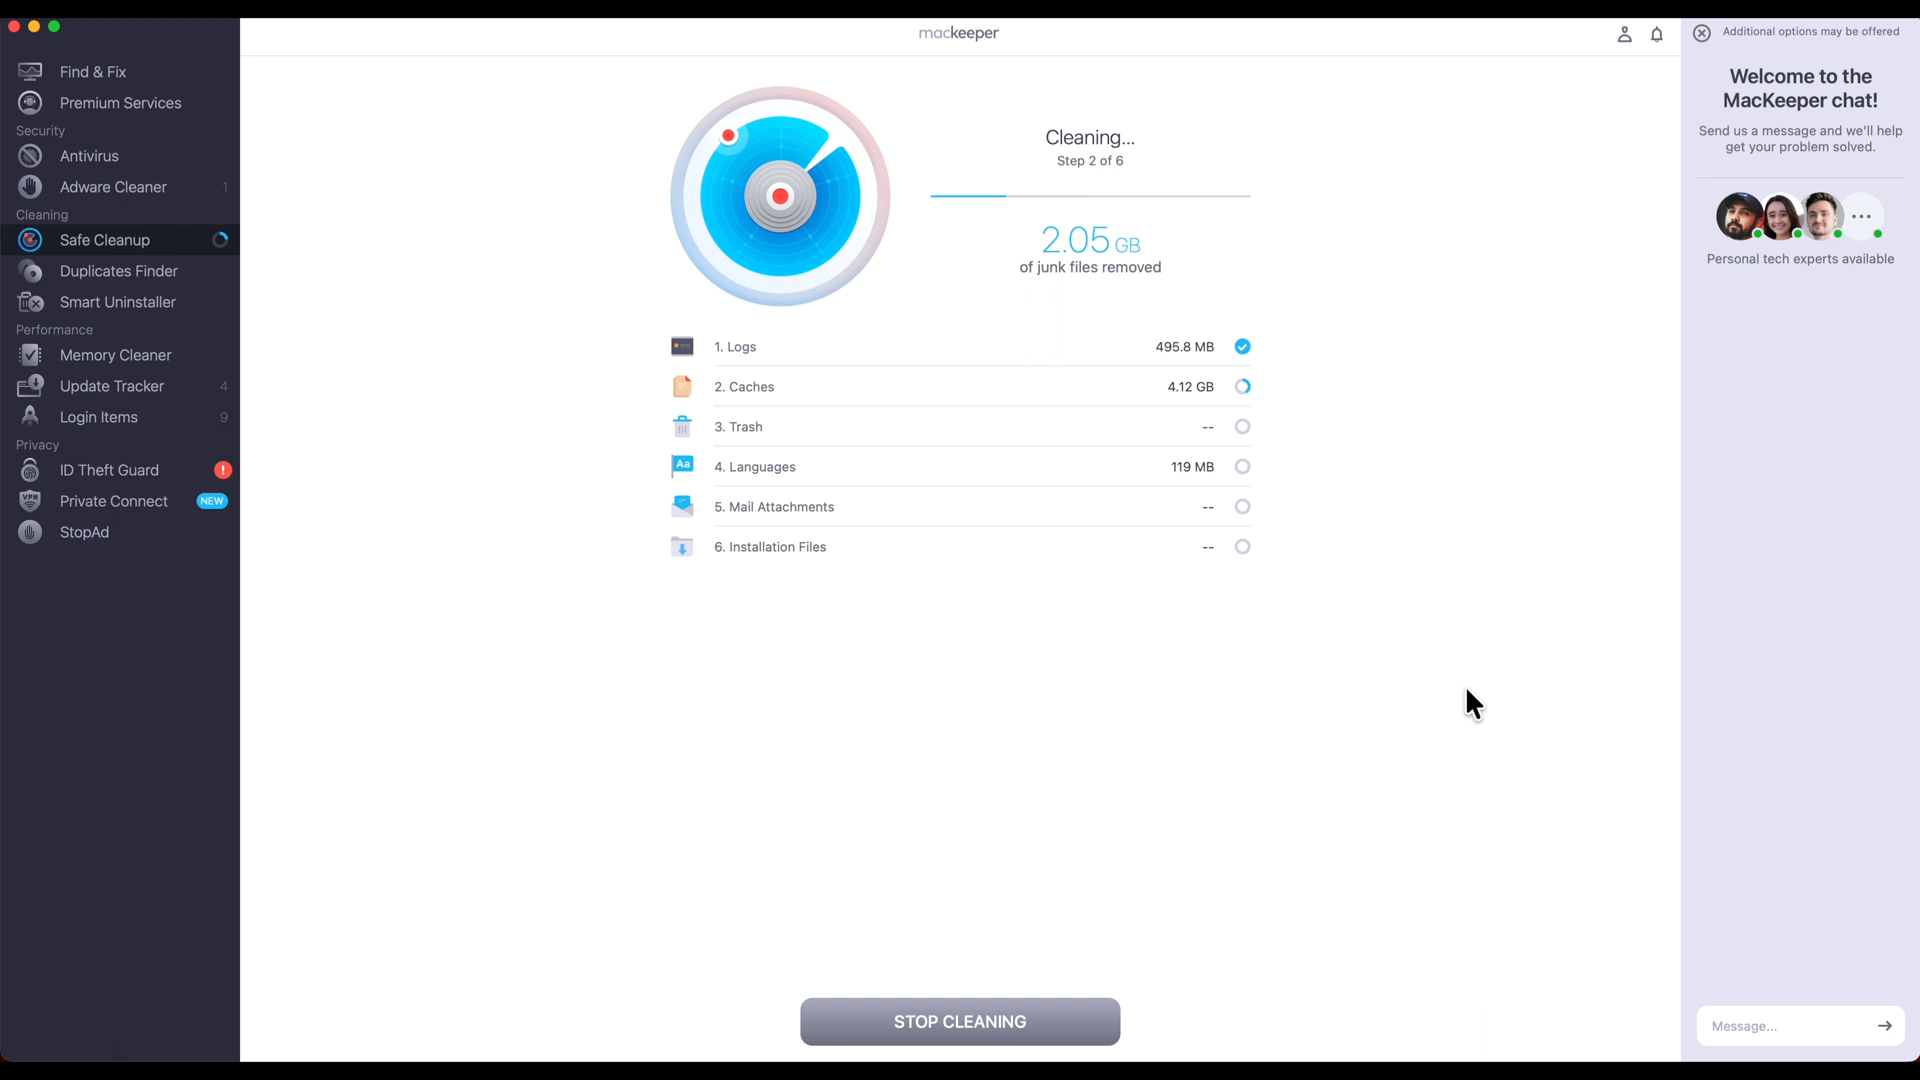 mackeeper
Find & Fix
Premium Services
Security
Antivirus
Adware Cleaner 1
Cleaning
Safe Cleanup
Duplicates Finder
Smart Uninstaller
Performance
Memory Cleaner
Update Tracker 4
Login Items 9
Privacy
ID Theft Guard !
VPN Private Connect NEW
StopAd
Cleaning...
Step 2 of 6
2.05 GB
of junk files removed
1. Logs 495.8 MB
2. Caches 4.12 GB
3. Trash --
Aa 4. Languages 119 MB
5. Mail Attachments --
6. Installation Files --
STOP CLEANING
Additional options may be offered
Welcome to the
MacKeeper chat!
Send us a message and we'll help
get your problem solved.
Personal tech experts available
Message...